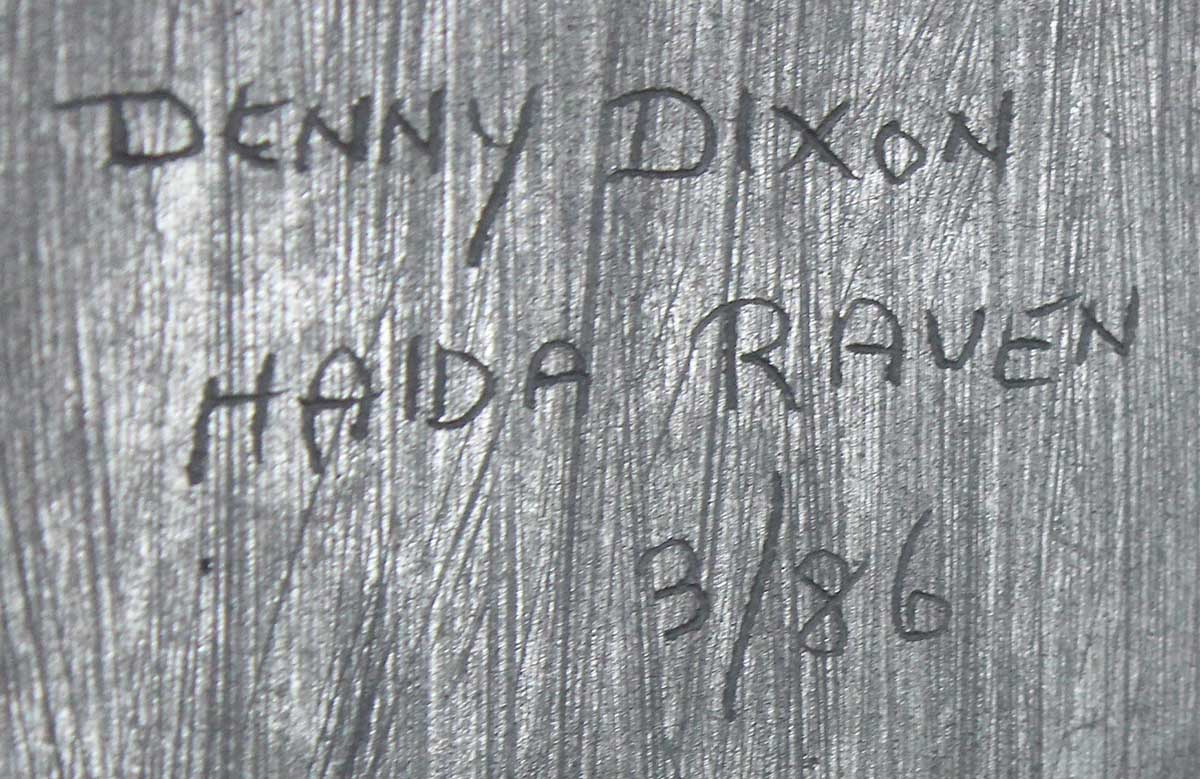 DENNY DIXON
HAIDA RAVEN
3/86